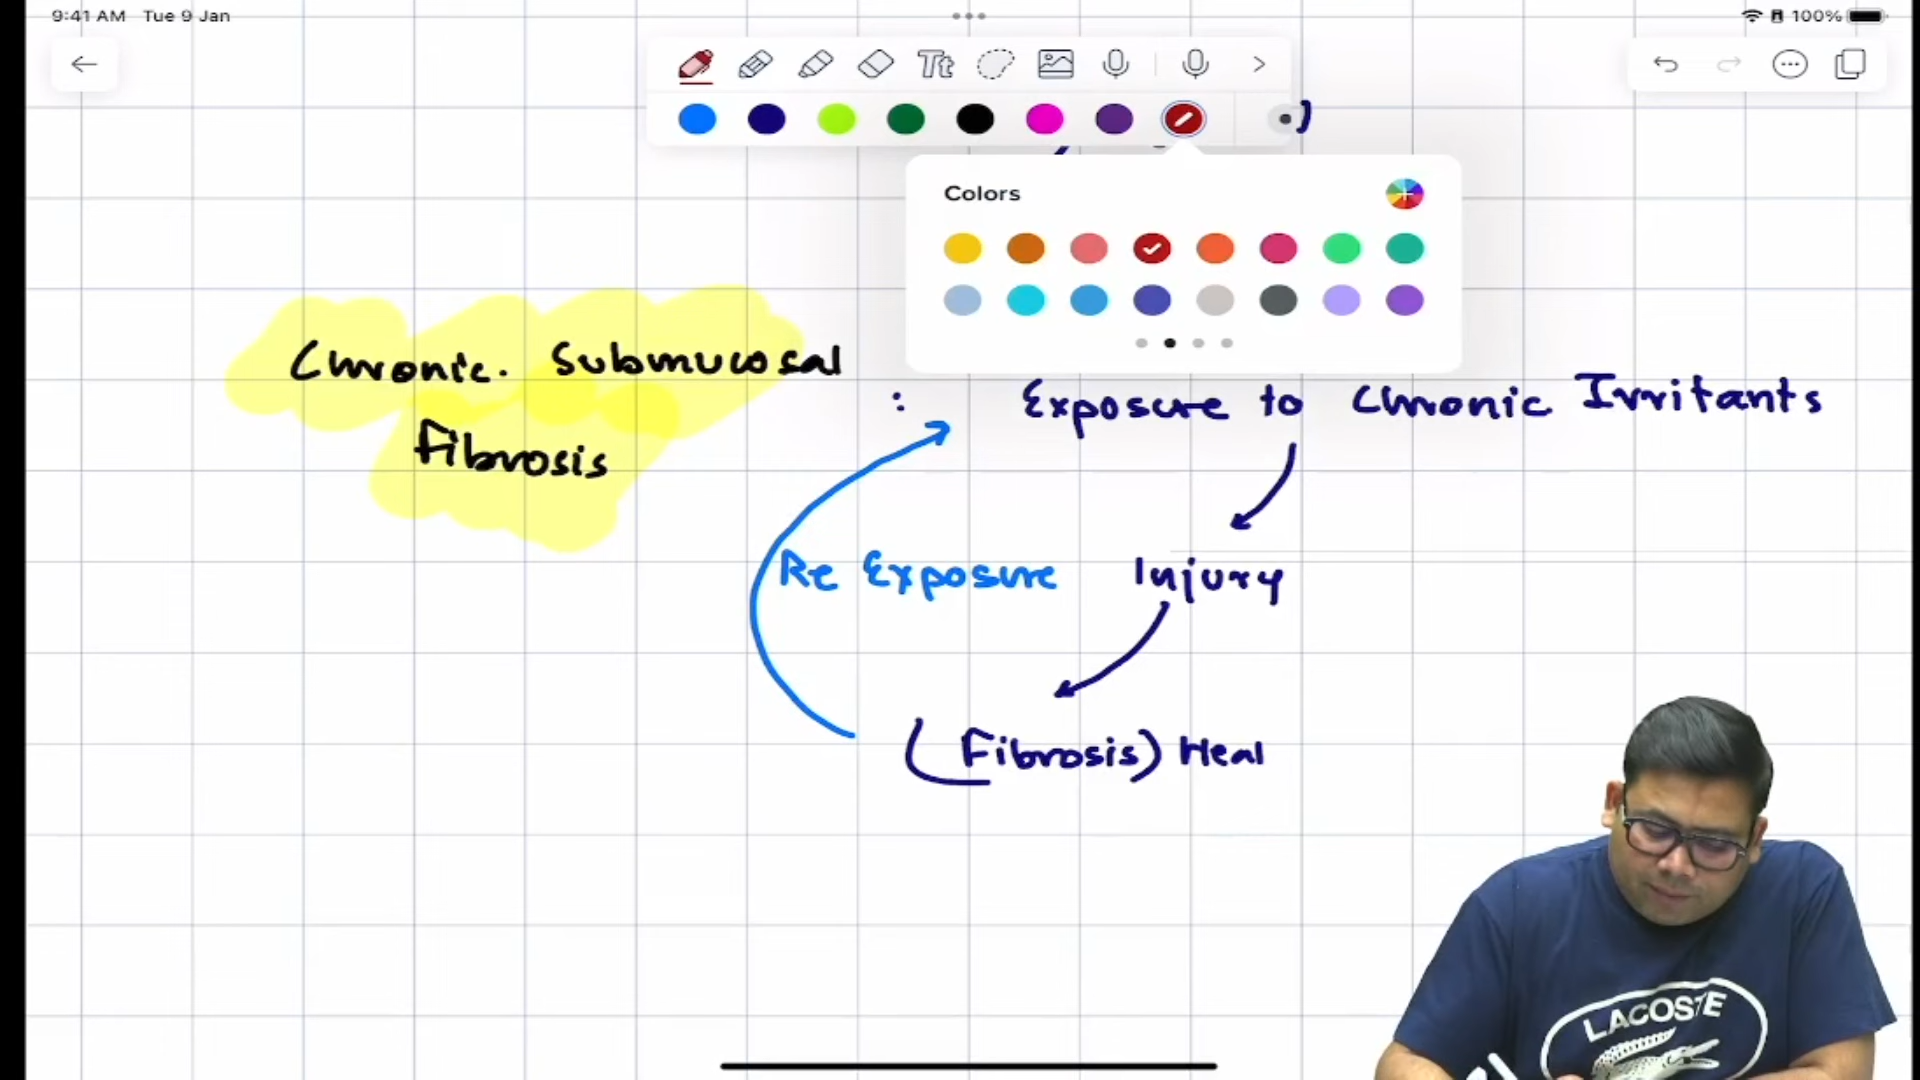 9:41 AM Tue 9 Jan
100%
Tt
Colors
Chronic. Submucosal
Fibrosis
: Exposure to Chronic Irritants
Re Exposure
Injury
(Fibrosis) Heal
LACOSTE